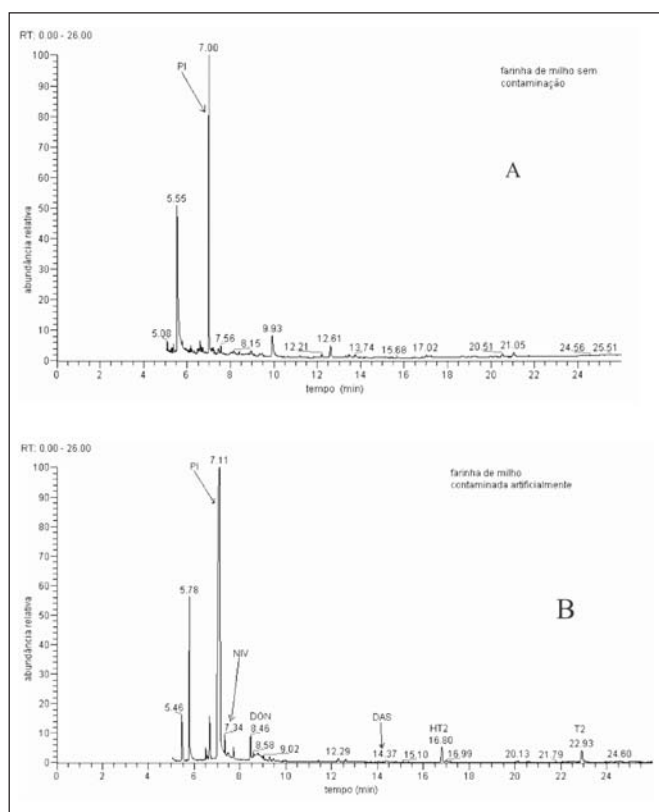 RT: 0.00 - 26.00
7.00
PI
farinha de milho sem
contaminação
A
5.55
5.08
7.56
8.15
9.93
12.21
12.61
13.74
15.68
17.02
20.51
21.05
24.56
25.51
abundância relativa
100
90
80
70
60
50
40
30
20
10
0
0 2 4 6 8 10 12 14 16 18 20 22 24
tempo (min)
RT: 0.00 - 26.00
7.11
PI
farinha de milho
contaminada artificialmente
B
5.78
5.46
NIV
7.34
DON
8.46
8.58
9.02
12.29
DAS
14.37
15.10
HT2
16.80
16.99
20.13
21.79
T2
22.93
24.60
abundância relativa
100
90
80
70
60
50
40
30
20
10
0
0 2 4 6 8 10 12 14 16 18 20 22 24 26
tempo (min)